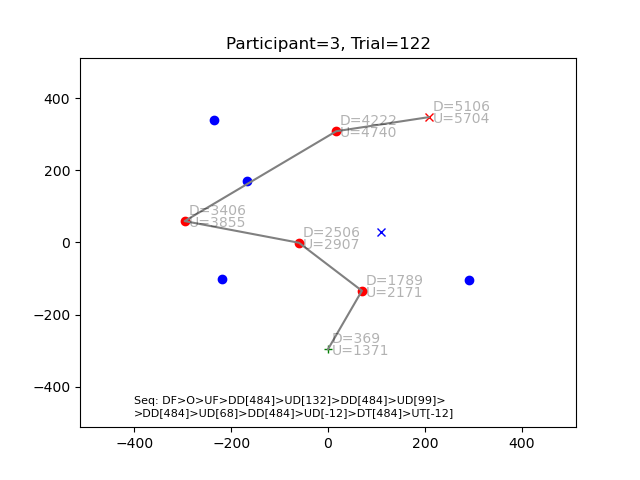 Participant=3, Trial=122
D=5106
U=5704
D=4222
U=4740
D=3406
U=3855
D=2506
U=2907
D=1789
U=2171
D=369
U=1371
Seq: DF>O>UF>DD[484]>UD[132]>DD[484]>UD[99]>
>DD[484]>UD[68]>DD[484]>UD[-12]>DT[484]>UT[-12]
400
200
0
−200
−400
−400 −200 0 200 400